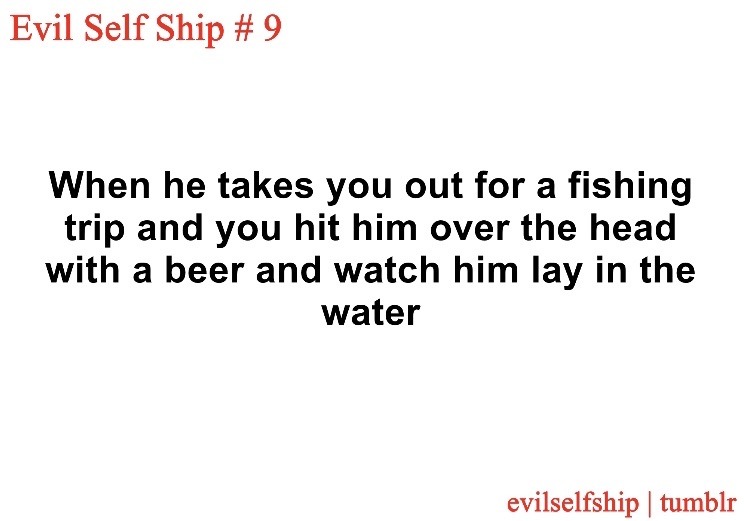 Evil Self Ship # 9
When he takes you out for a fishing
trip and you hit him over the head
with a beer and watch him lay in the
water
evilselfship | tumblr